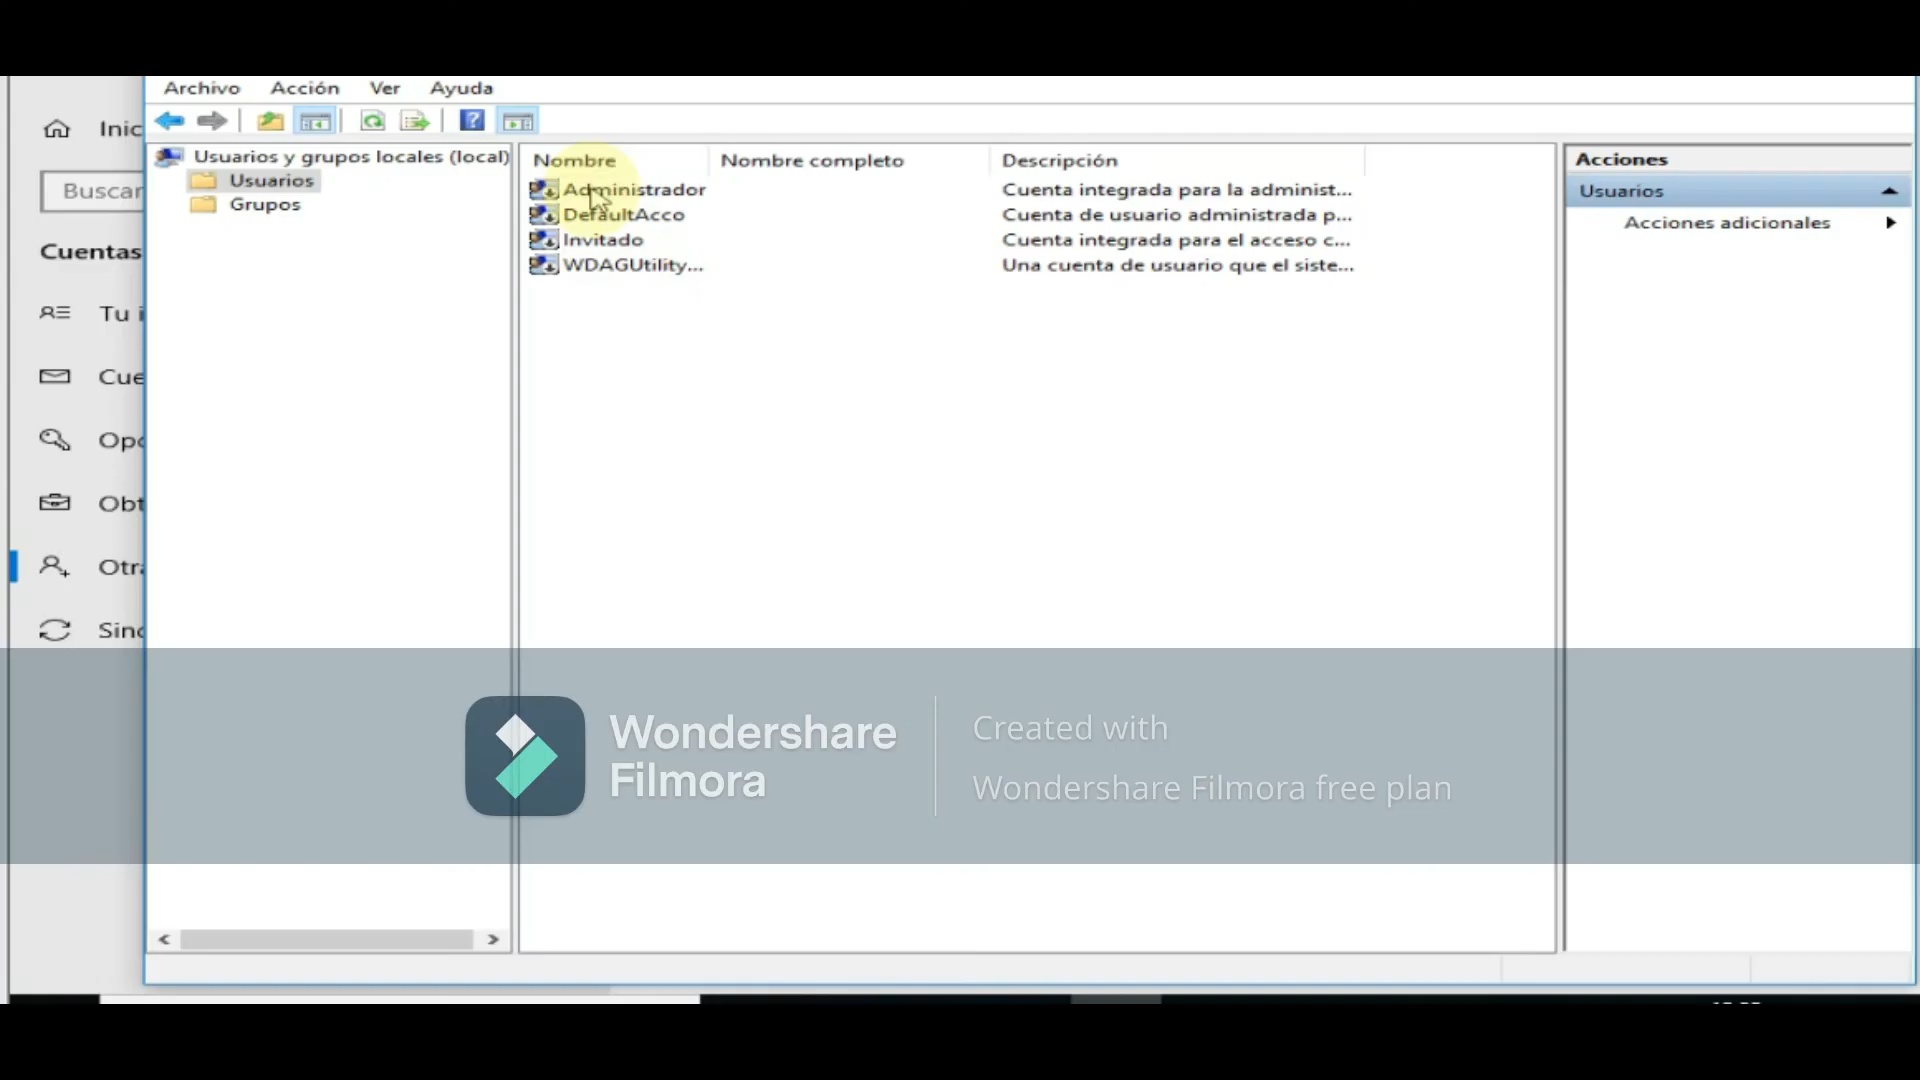 Archivo Acción Ver Ayuda
Usuarios y grupos locales (local)
Usuarios
Grupos
Nombre Nombre completo Descripción
Administrador Cuenta integrada para la administ...
DefaultAcco Cuenta de usuario administrada p...
Invitado Cuenta integrada para el acceso c...
WDAGUtility... Una cuenta de usuario que el siste...
Acciones
Usuarios
Acciones adicionales
Inic
Buscar
Cuentas
Tu i
Cue
Opc
Obt
Otra
Sinc
Wondershare
Filmora
Created with
Wondershare Filmora free plan